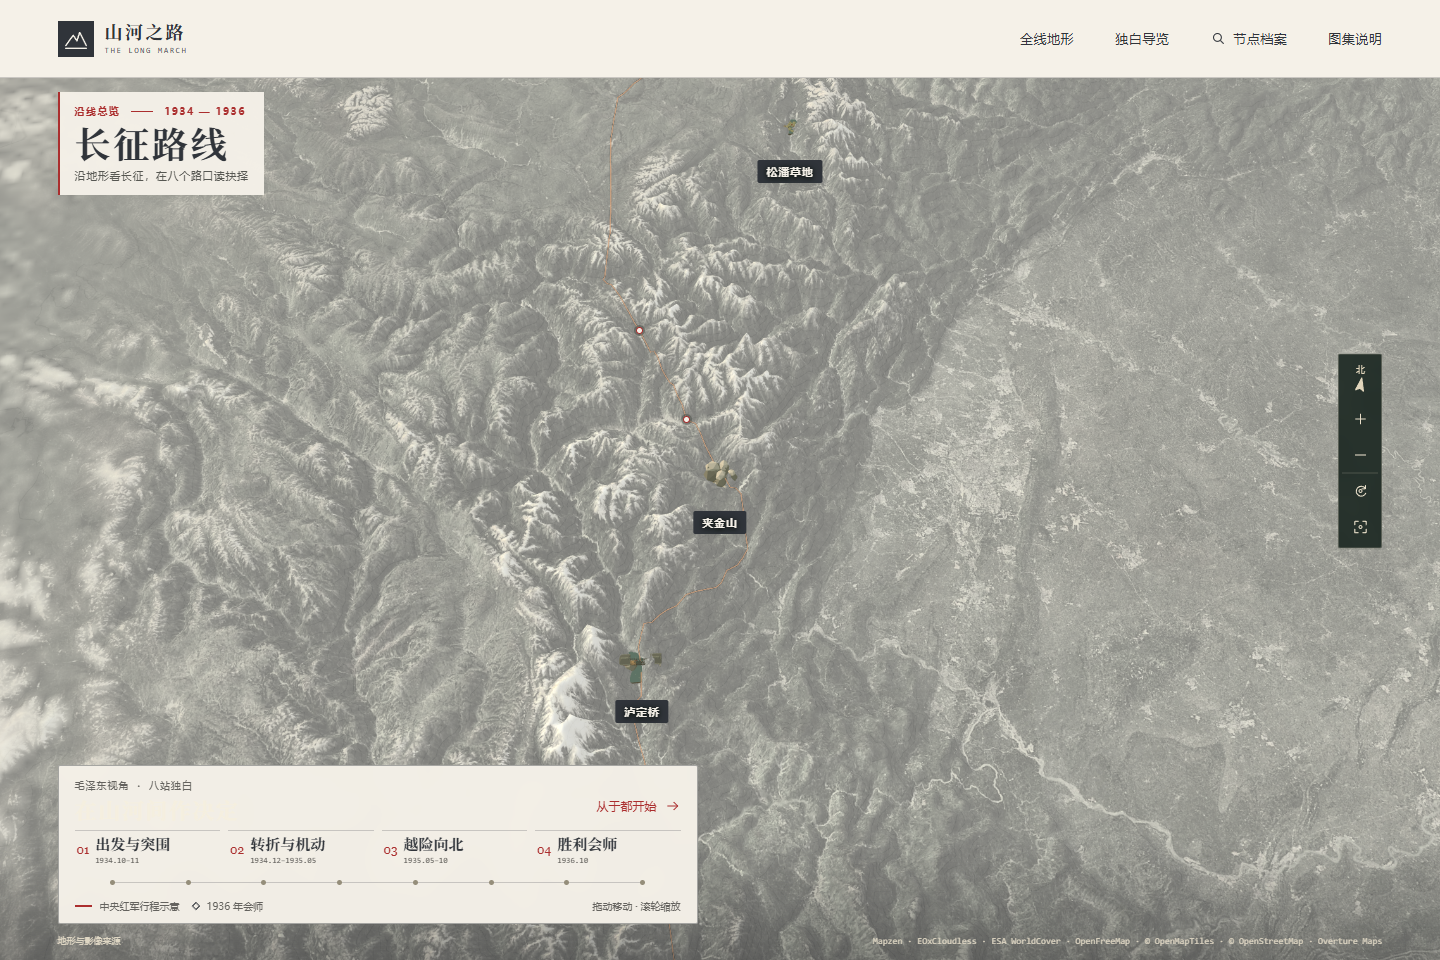 山河之路
THE LONG MARCH
全线地形
独白导览
节点档案
图集说明
沿线总览 —— 1934 — 1936
长征路线
沿地形看长征，在八个路口读抉择
松潘草地
北
夹金山
泸定桥
毛泽东视角 · 八站独白
从于都开始 →
01 出发与突围
1934.10-11
02 转折与机动
1934.12-1935.05
03 越险向北
1935.05-10
04 胜利会师
1936.10
中央红军行程示意
1936 年会师
拖动移动 · 滚轮缩放
地形与影像来源
Mapzen · EOxCloudless · ESA WorldCover · OpenFreeMap · © OpenMapTiles · © OpenStreetMap · Overture Maps